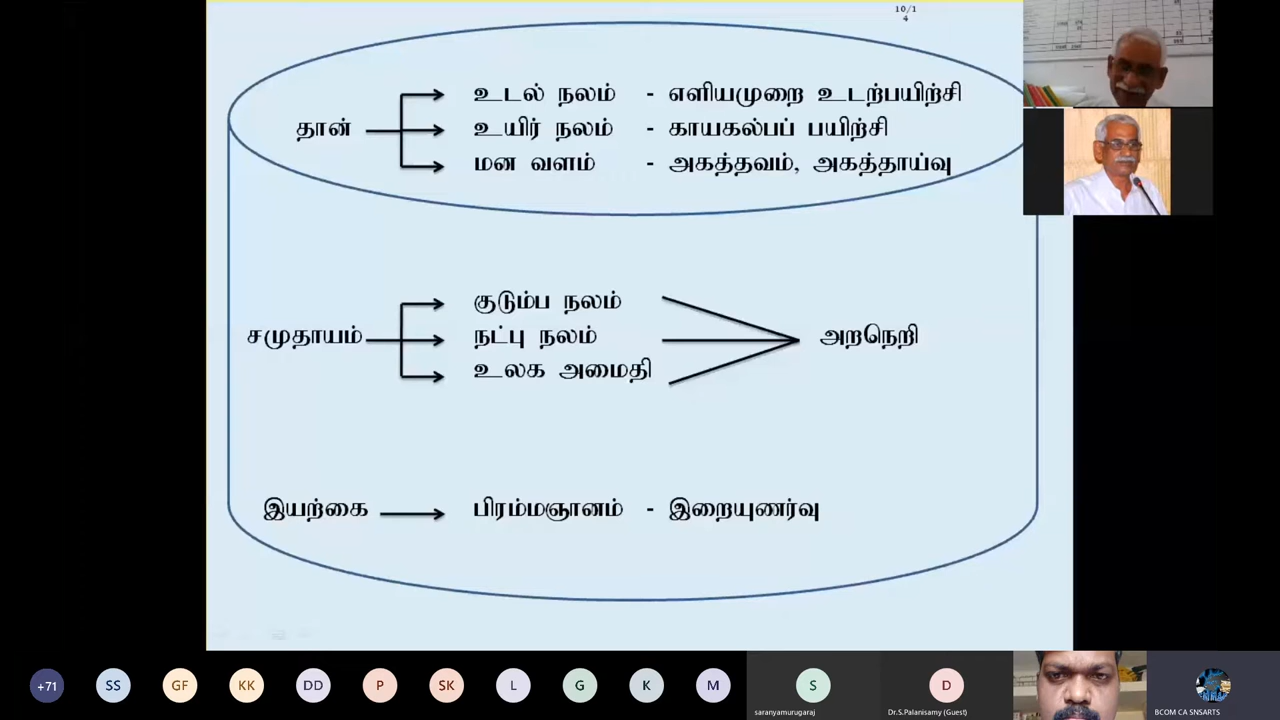 10/1
4
தான்
உடல் நலம் - எளியமுறை உடற்பயிற்சி
உயிர் நலம் - காயகல்பப் பயிற்சி
மன வளம் - அகத்தவம், அகத்தாய்வு
சமுதாயம்
குடும்ப நலம்
நட்பு நலம்
உலக அமைதி
அறநெறி
இயற்கை
பிரம்மஞானம் - இறையுணர்வு
+71 SS GF KK DD P SK L G K M S D
saranyamurugaraj Dr.S.Palanisamy (Guest) BCOM CA SNSARTS